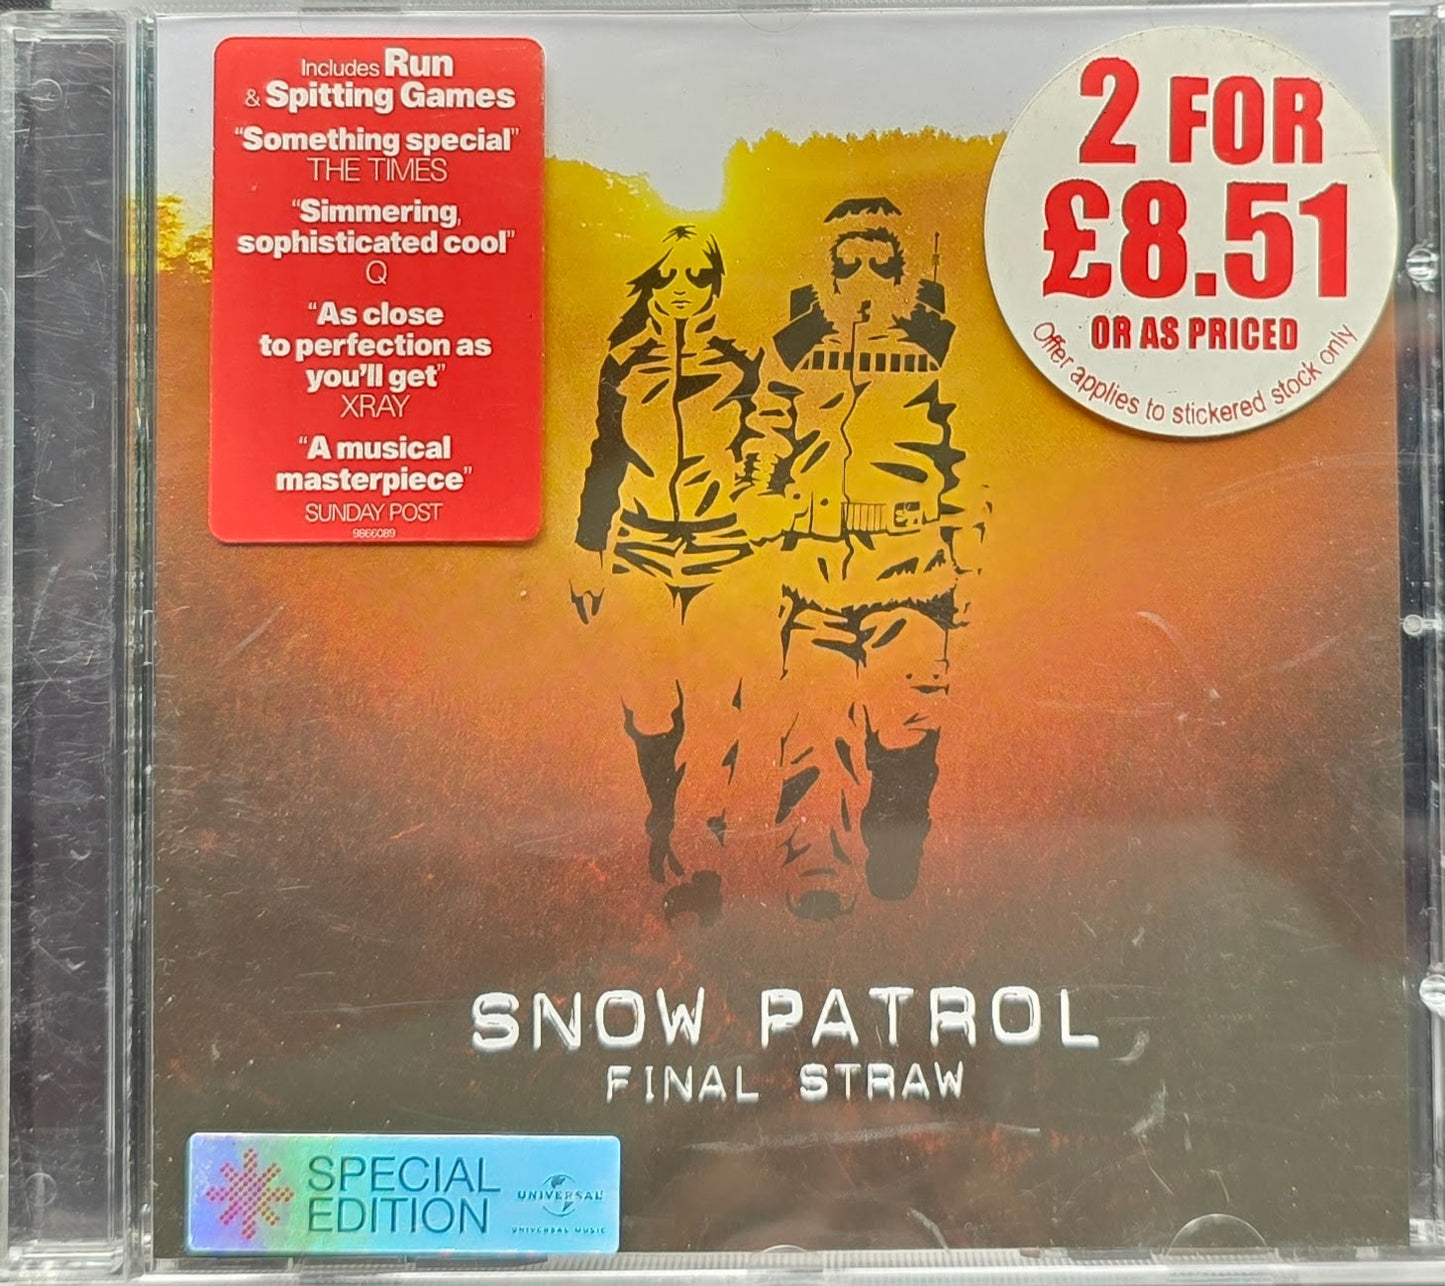 Includes Run
& Spitting Games
“Something special”
THE TIMES
“Simmering,
sophisticated cool”
Q
“As close
to perfection as
you'll get”
XRAY
“A musical
masterpiece”
SUNDAY POST
9866089
2 FOR
£8.51
OR AS PRICED
Offer applies to stickered stock only
SNOW PATROL
FINAL STRAW
SPECIAL
EDITION
UNIVERSAL
UNIVERSAL MUSIC